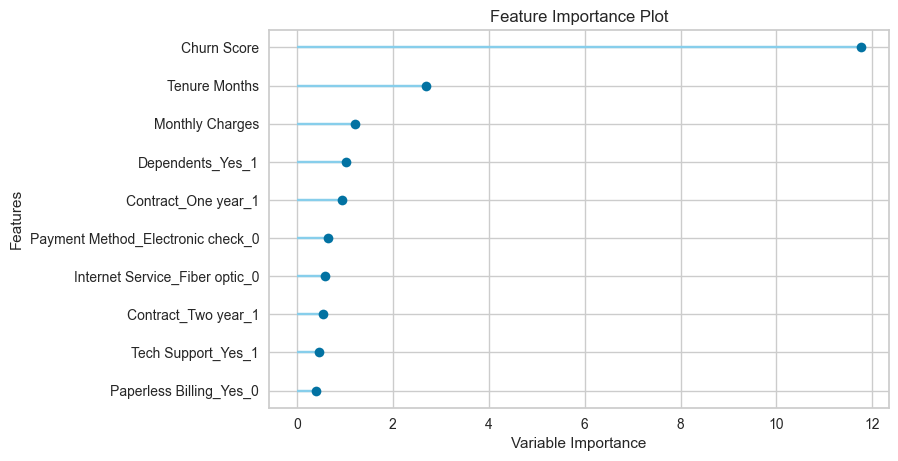 Feature Importance Plot
Features
Churn Score
Tenure Months
Monthly Charges
Dependents_Yes_1
Contract_One year_1
Payment Method_Electronic check_0
Internet Service_Fiber optic_0
Contract_Two year_1
Tech Support_Yes_1
Paperless Billing_Yes_0
0 2 4 6 8 10 12
Variable Importance